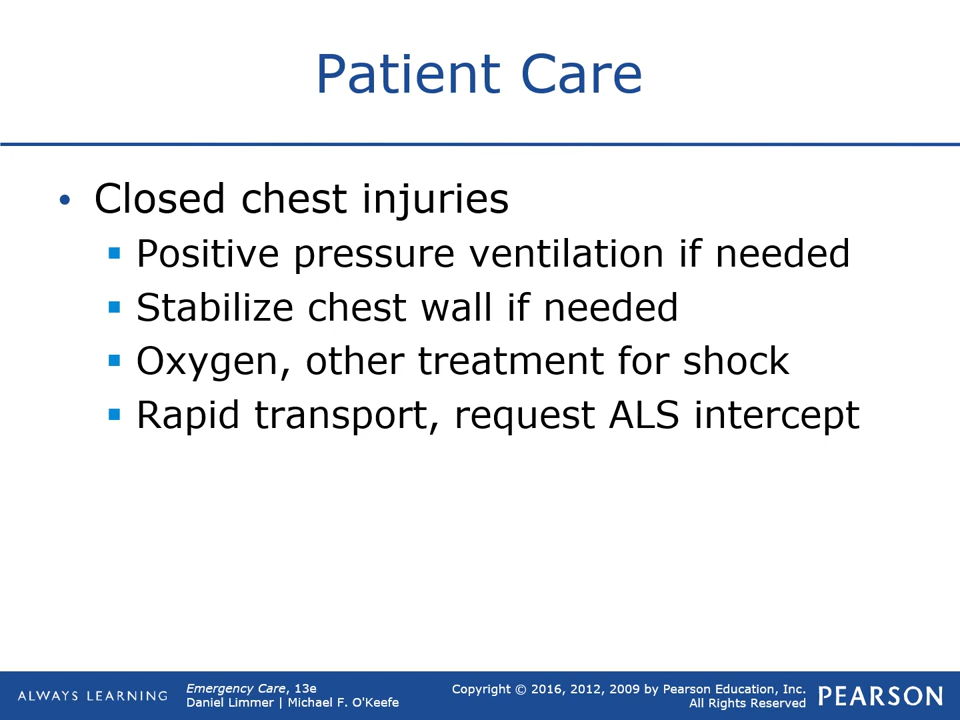 Patient Care
• Closed chest injuries
▪ Positive pressure ventilation if needed
▪ Stabilize chest wall if needed
▪ Oxygen, other treatment for shock
▪ Rapid transport, request ALS intercept
ALWAYS LEARNING
Emergency Care, 13e
Daniel Limmer | Michael F. O'Keefe
Copyright © 2016, 2012, 2009 by Pearson Education, Inc.
All Rights Reserved
PEARSON